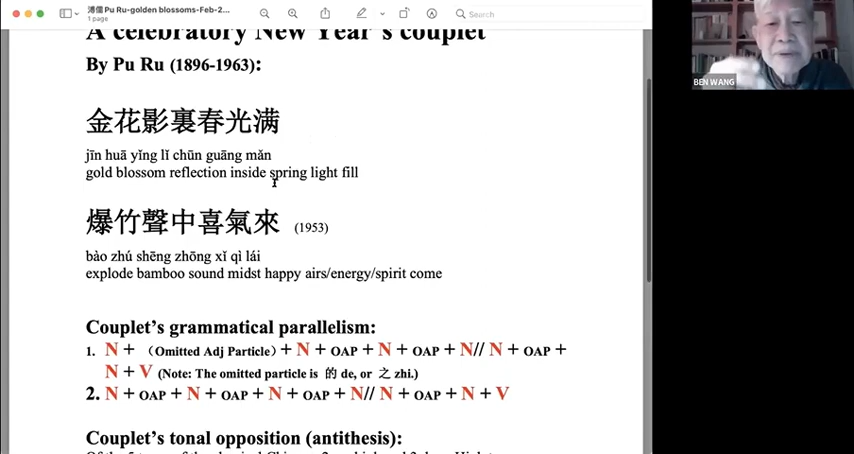 溥儒 Pu Ru-golden blossoms-Feb-2...
1 page
Search
A celebratory New Year's couplet
By Pu Ru (1896-1963):
金花影裏春光满
jīn huā yǐng lǐ chūn guāng mǎn
gold blossom reflection inside spring light fill
爆竹聲中喜氣來 (1953)
bào zhú shēng zhōng xǐ qì lái
explode bamboo sound midst happy airs/energy/spirit come
Couplet's grammatical parallelism:
1. N + （Omitted Adj Particle）+ N + OAP + N + OAP + N// N + OAP +
N + V (Note: The omitted particle is 的 de, or 之 zhi.)
2. N + OAP + N + OAP + N + OAP + N// N + OAP + N + V
Couplet's tonal opposition (antithesis):
BEN WANG